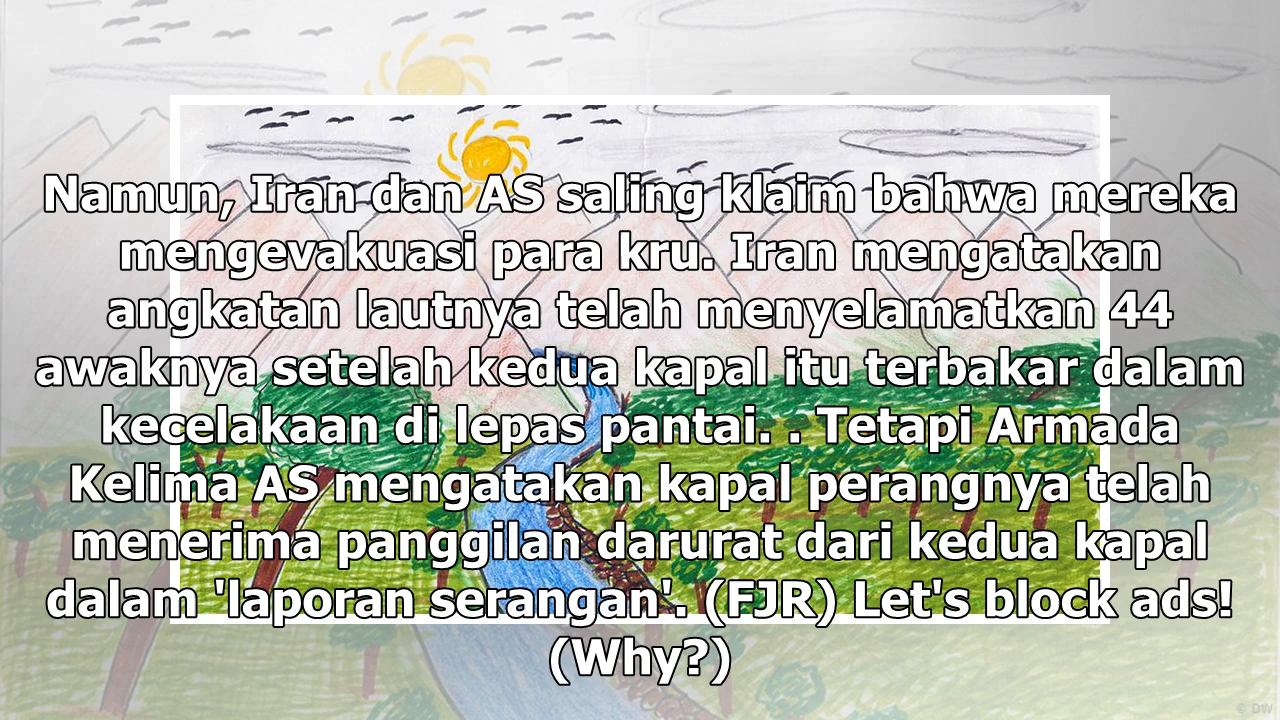 Namun, Iran dan AS saling klaim bahwa mereka
mengevakuasi para kru. Iran mengatakan
angkatan lautnya telah menyelamatkan 44
awaknya setelah kedua kapal itu terbakar dalam
kecelakaan di lepas pantai. . Tetapi Armada
Kelima AS mengatakan kapal perangnya telah
menerima panggilan darurat dari kedua kapal
dalam 'laporan serangan'. (FJR) Let's block ads!
(Why?)
© DW